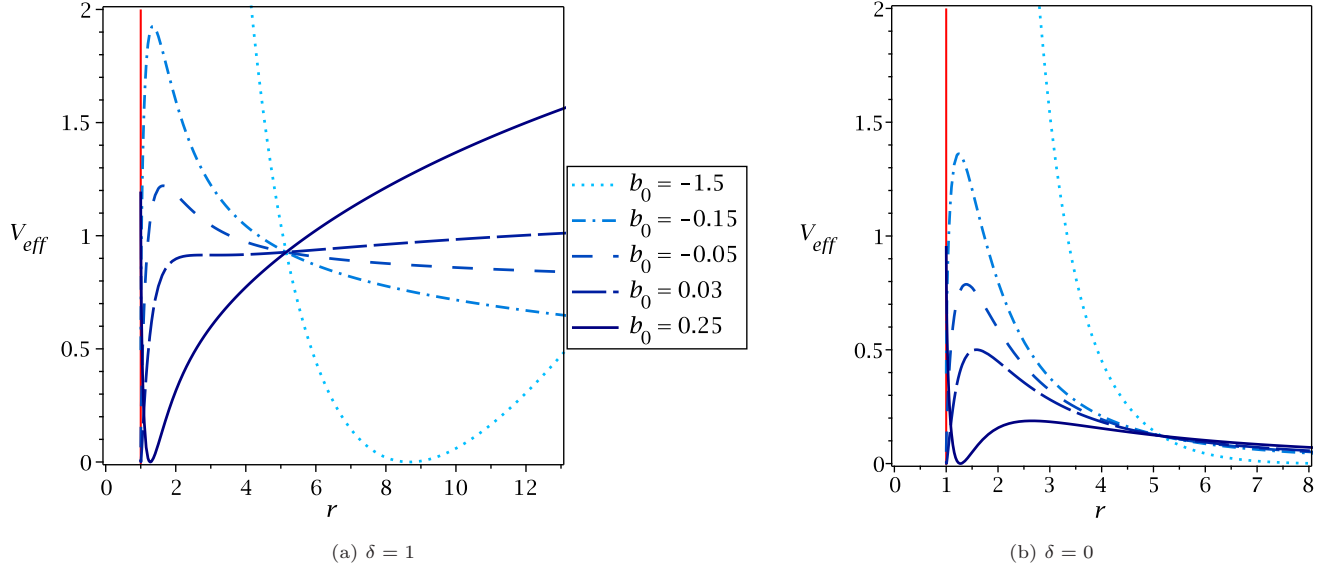 2
1.5
V_eff 1
0.5
0
0 2 4 6 8 10 12
r
(a) δ = 1
b_0 = −1.5
b_0 = −0.15
b_0 = −0.05
b_0 = 0.03
b_0 = 0.25
2
1.5
V_eff 1
0.5
0
0 1 2 3 4 5 6 7 8
r
(b) δ = 0